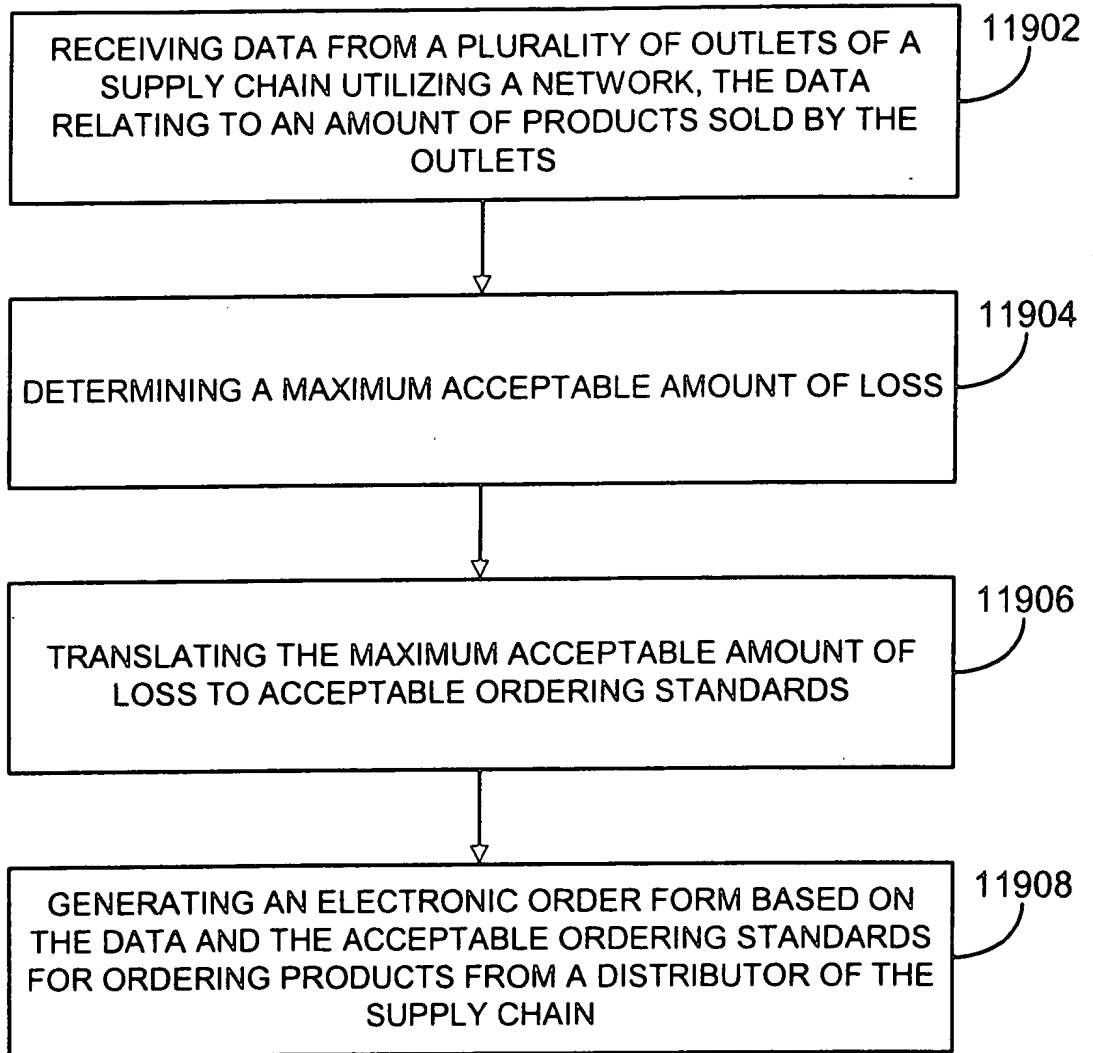 RECEIVING DATA FROM A PLURALITY OF OUTLETS OF A
SUPPLY CHAIN UTILIZING A NETWORK, THE DATA
RELATING TO AN AMOUNT OF PRODUCTS SOLD BY THE
OUTLETS
11902
DETERMINING A MAXIMUM ACCEPTABLE AMOUNT OF LOSS
11904
TRANSLATING THE MAXIMUM ACCEPTABLE AMOUNT OF
LOSS TO ACCEPTABLE ORDERING STANDARDS
11906
GENERATING AN ELECTRONIC ORDER FORM BASED ON
THE DATA AND THE ACCEPTABLE ORDERING STANDARDS
FOR ORDERING PRODUCTS FROM A DISTRIBUTOR OF THE
SUPPLY CHAIN
11908